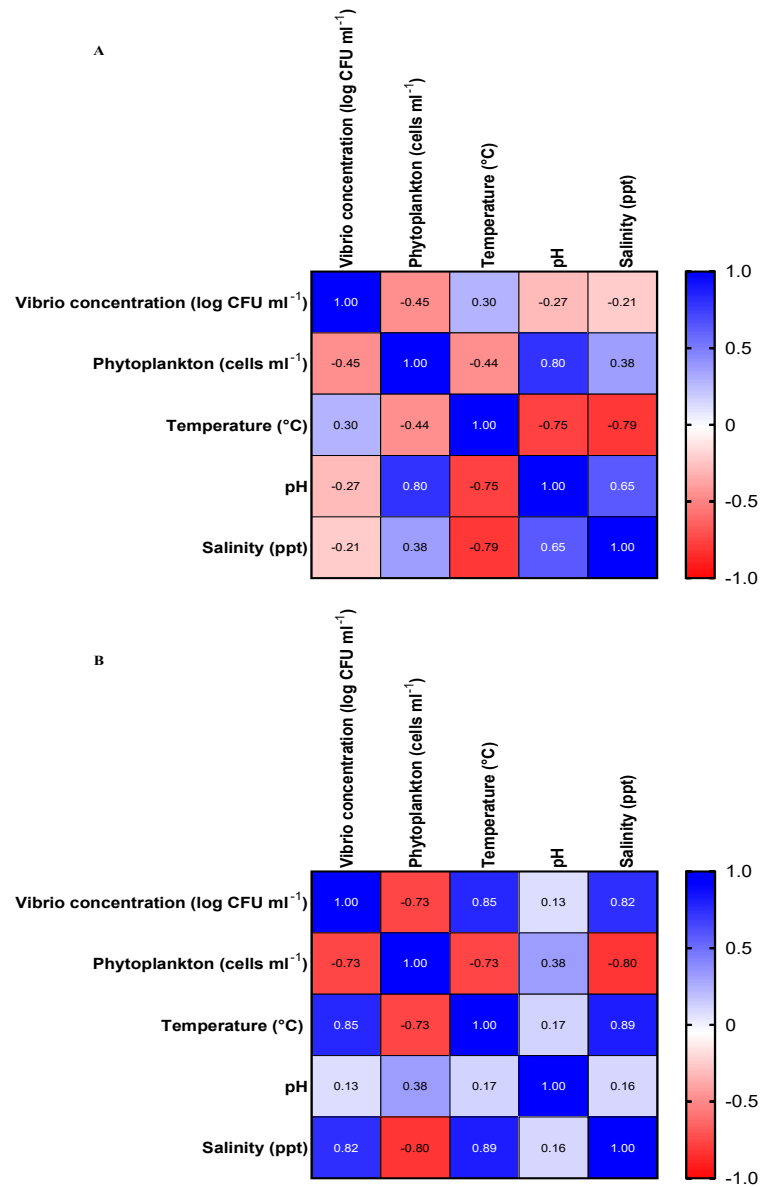 A
Vibrio concentration (log CFU ml⁻¹)
Phytoplankton (cells ml⁻¹)
Temperature (°C)
pH
Salinity (ppt)
Vibrio concentration (log CFU ml⁻¹) 1.00 -0.45 0.30 -0.27 -0.21
Phytoplankton (cells ml⁻¹) -0.45 1.00 -0.44 0.80 0.38
Temperature (°C) 0.30 -0.44 1.00 -0.75 -0.79
pH -0.27 0.80 -0.75 1.00 0.65
Salinity (ppt) -0.21 0.38 -0.79 0.65 1.00
1.0
0.5
0
-0.5
-1.0
B
Vibrio concentration (log CFU ml⁻¹)
Phytoplankton (cells ml⁻¹)
Temperature (°C)
pH
Salinity (ppt)
Vibrio concentration (log CFU ml⁻¹) 1.00 -0.73 0.85 0.13 0.82
Phytoplankton (cells ml⁻¹) -0.73 1.00 -0.73 0.38 -0.80
Temperature (°C) 0.85 -0.73 1.00 0.17 0.89
pH 0.13 0.38 0.17 1.00 0.16
Salinity (ppt) 0.82 -0.80 0.89 0.16 1.00
1.0
0.5
0
-0.5
-1.0